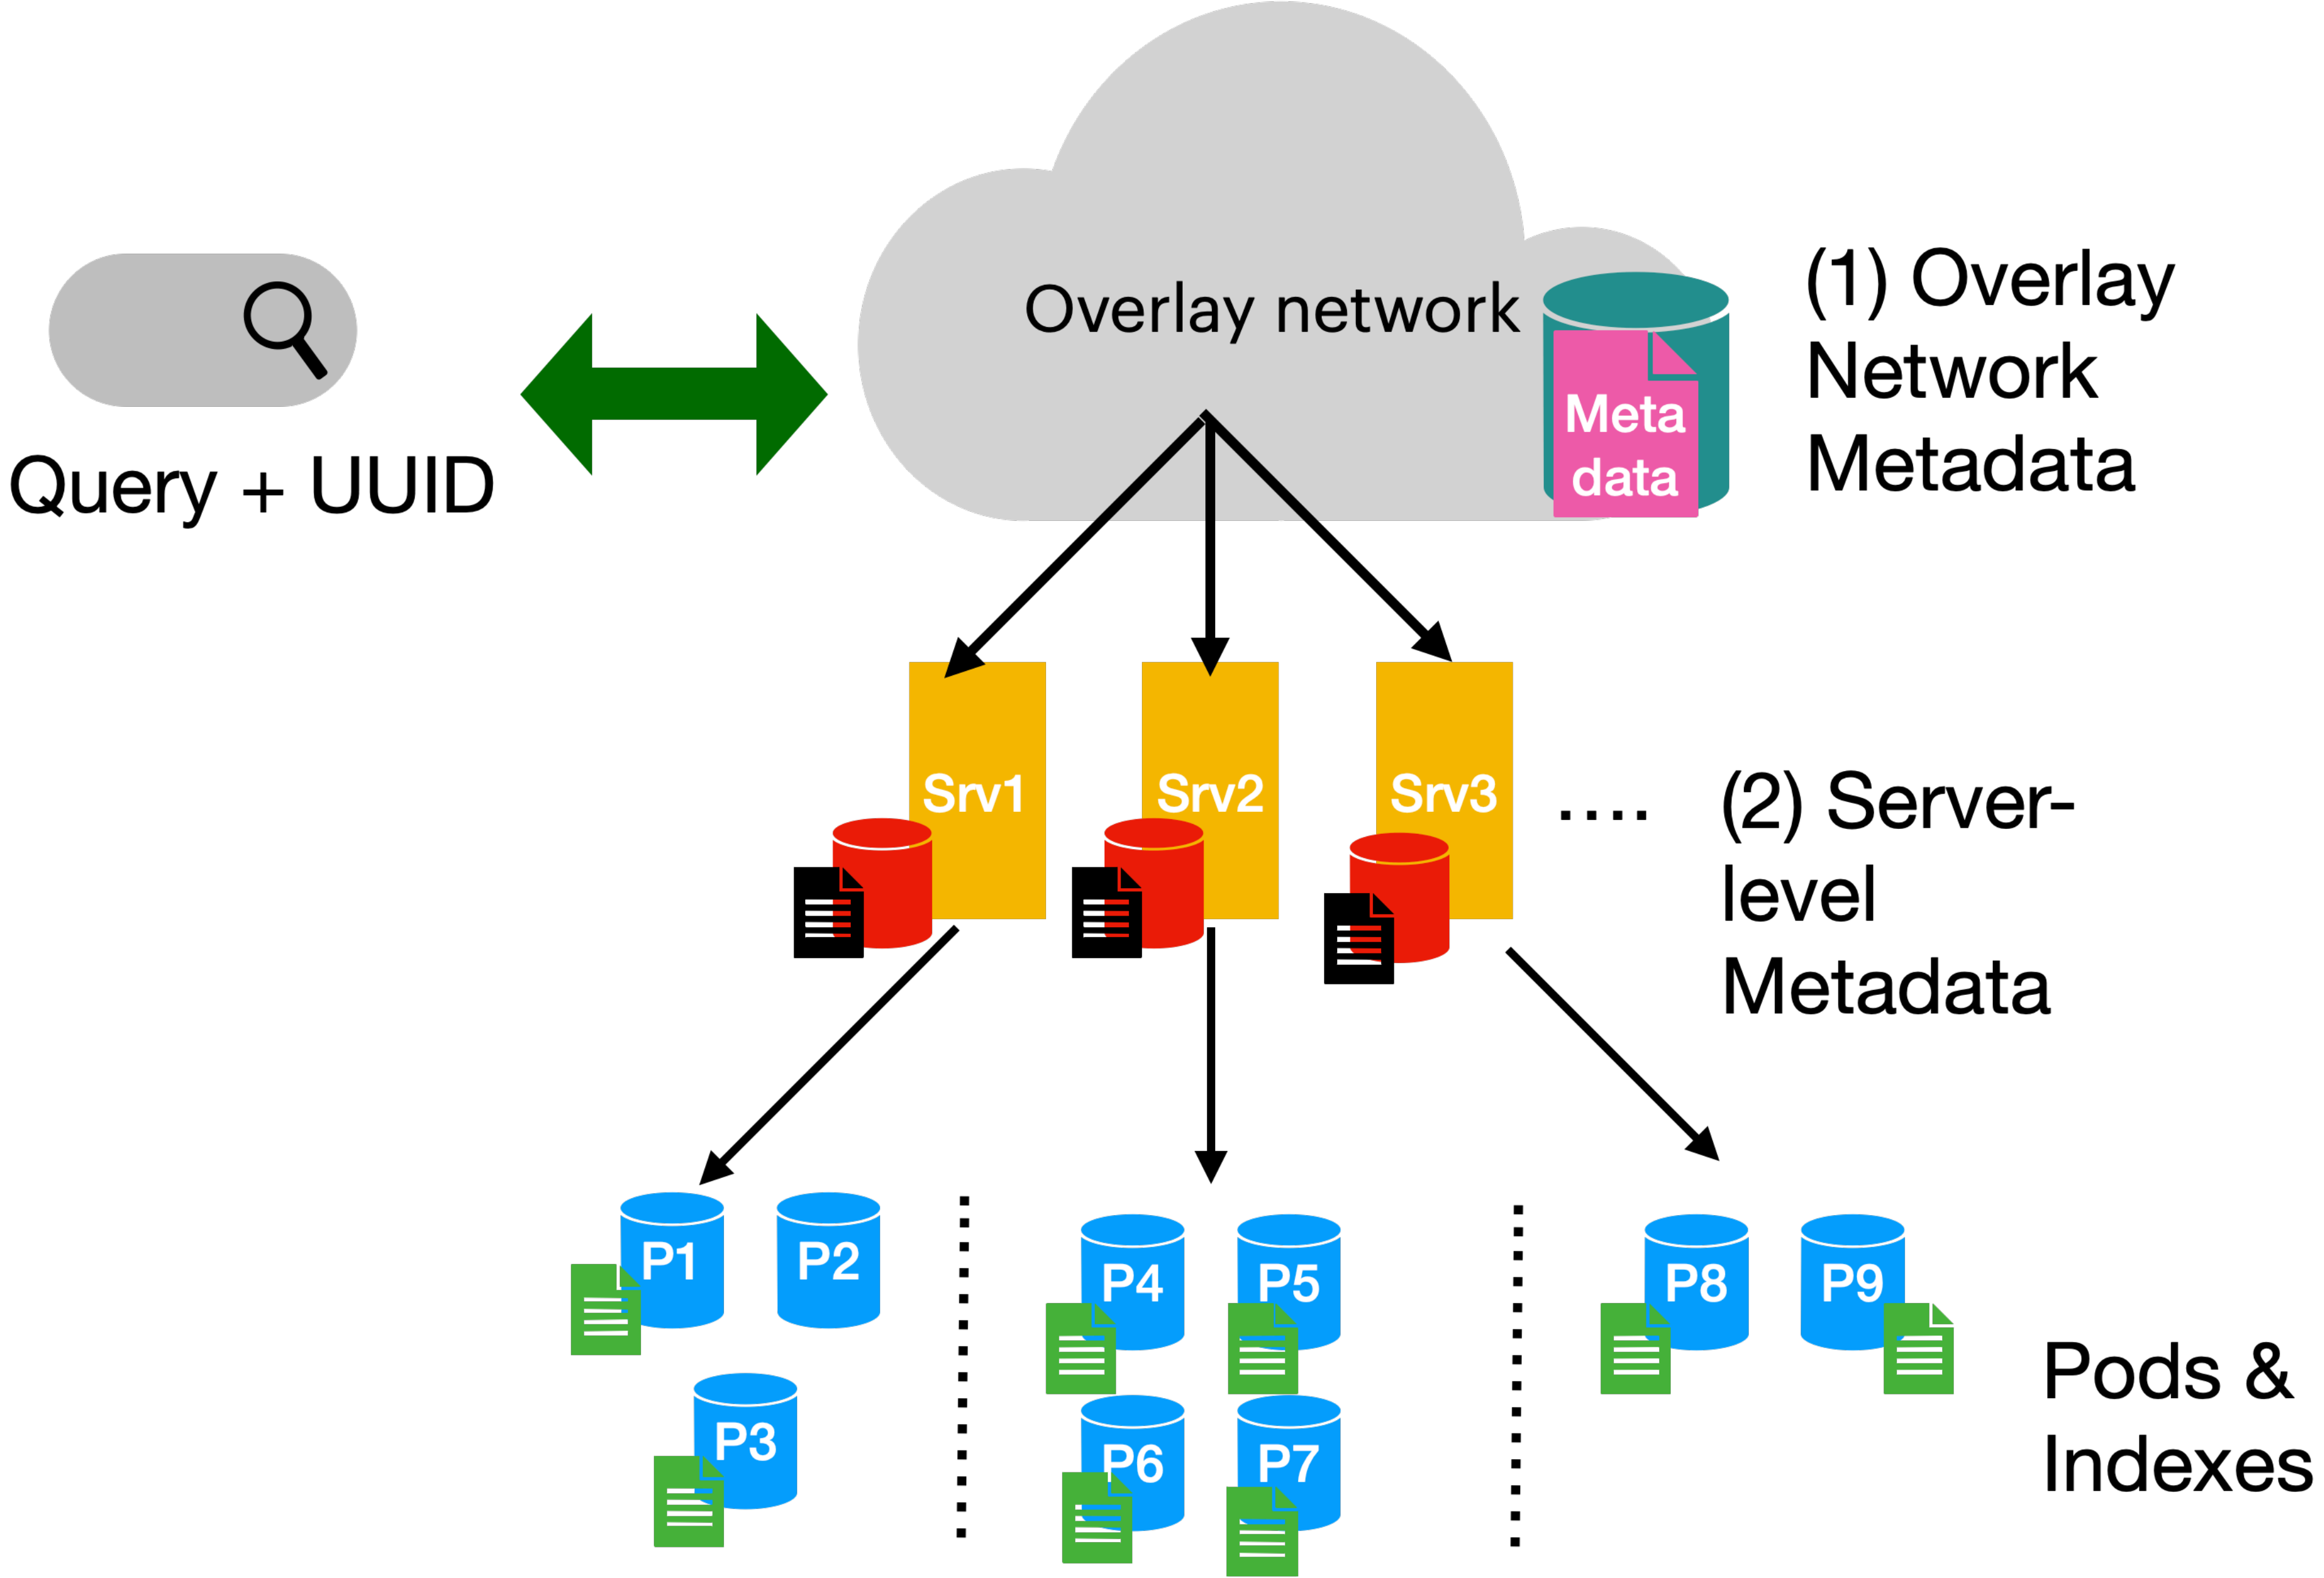 (1) Overlay
Network
Metadata
Overlay network
Meta
data
Query + UUID
Srv1
Srv2
Srv3
....
(2) Server-
level
Metadata
P1
P2
P3
P4
P5
P6
P7
P8
P9
Pods &
Indexes